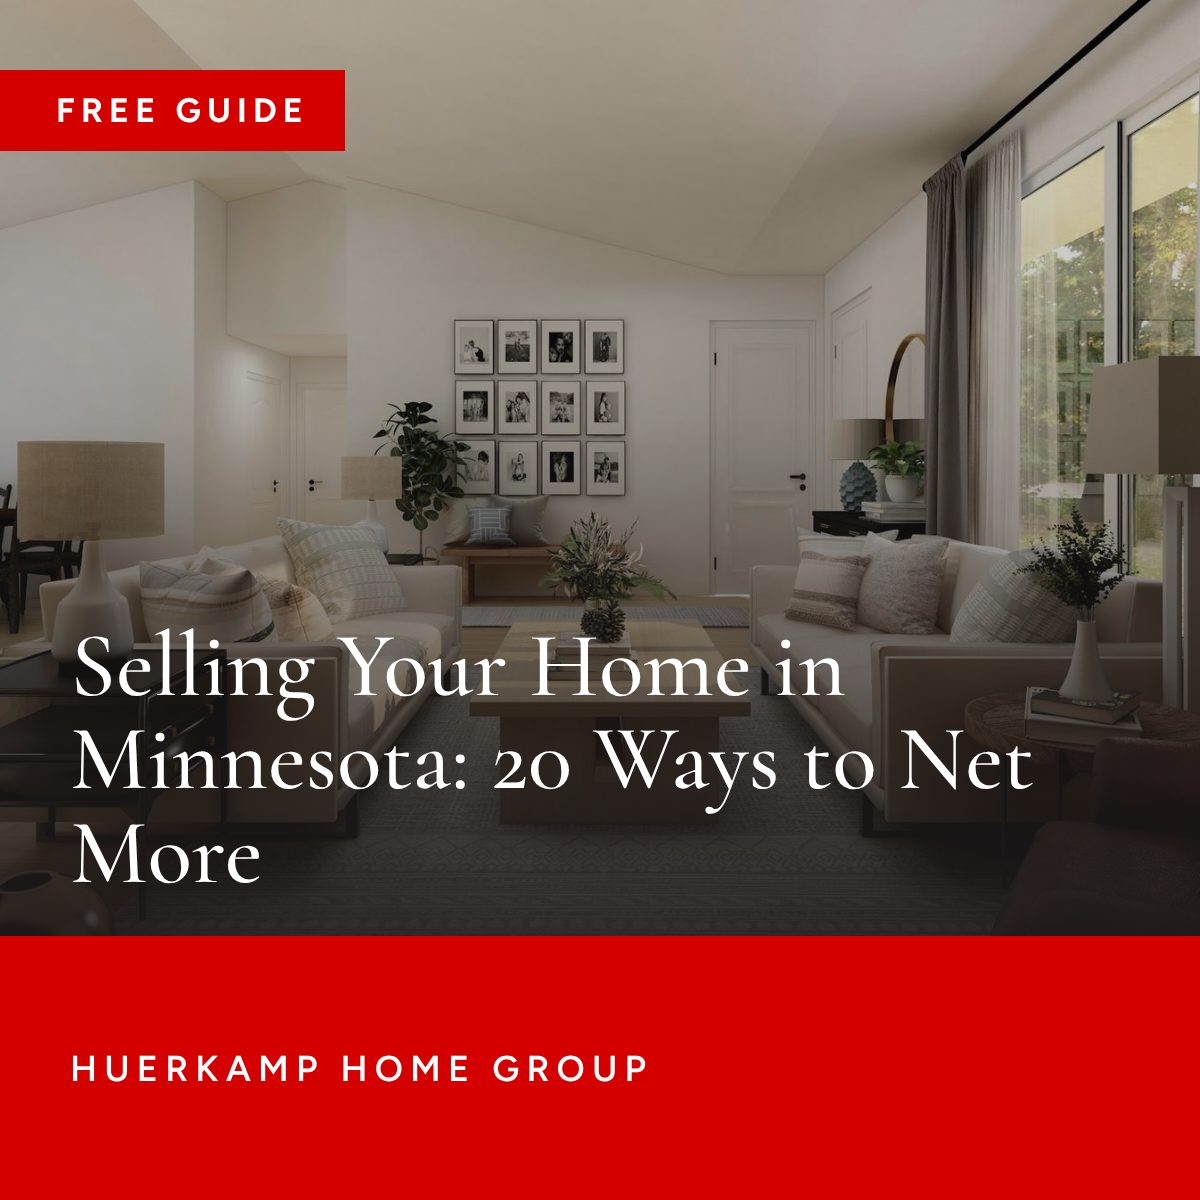 FREE GUIDE
Selling Your Home in
Minnesota: 20 Ways to Net
More
HUERKAMP HOME GROUP